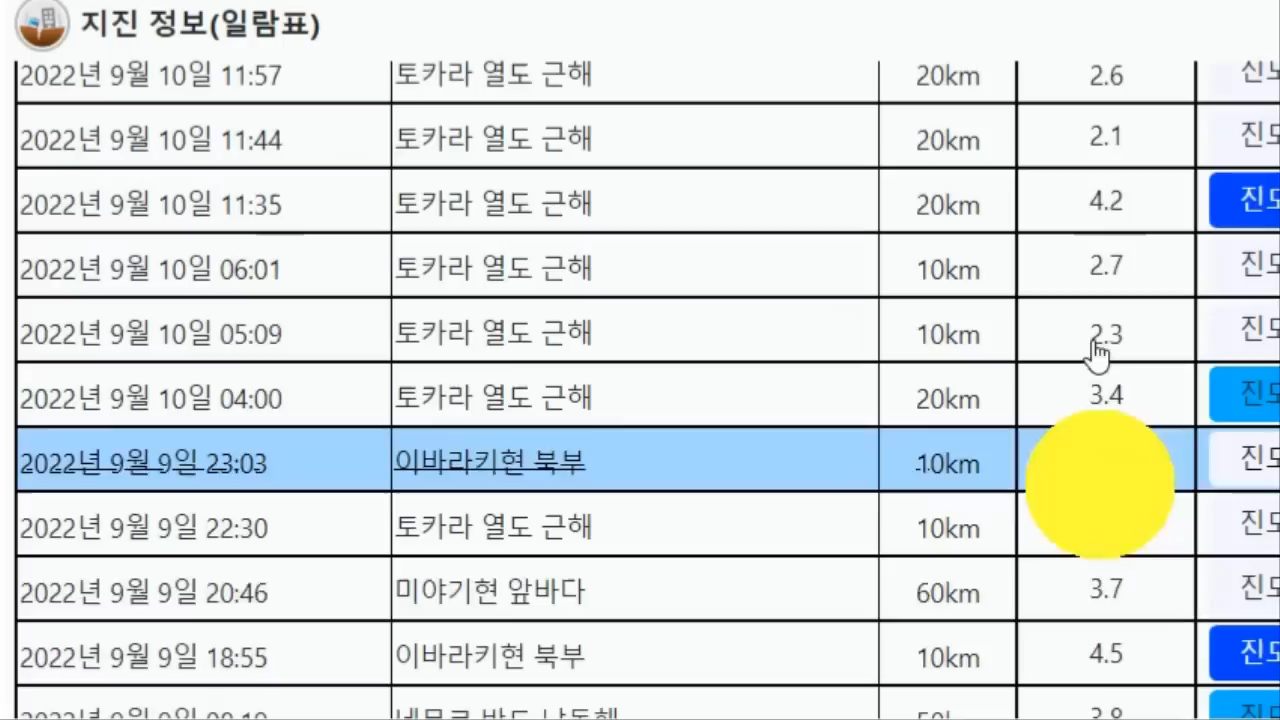 지진 정보(일람표)
2022년 9월 10일 11:57 토카라 열도 근해 20km 2.6
2022년 9월 10일 11:44 토카라 열도 근해 20km 2.1
2022년 9월 10일 11:35 토카라 열도 근해 20km 4.2
2022년 9월 10일 06:01 토카라 열도 근해 10km 2.7
2022년 9월 10일 05:09 토카라 열도 근해 10km 2.3
2022년 9월 10일 04:00 토카라 열도 근해 20km 3.4
2022년 9월 9일 23:03 이바라키현 북부 10km
2022년 9월 9일 22:30 토카라 열도 근해 10km
2022년 9월 9일 20:46 미야기현 앞바다 60km 3.7
2022년 9월 9일 18:55 이바라키현 북부 10km 4.5